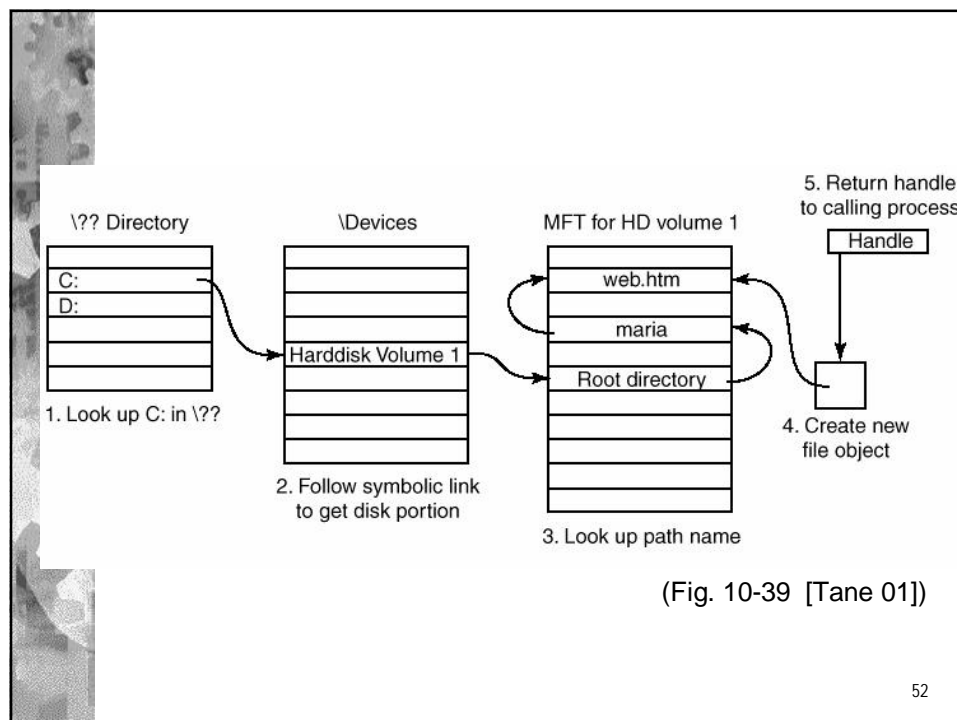 5. Return handle
to calling process
\?? Directory
\Devices
MFT for HD volume 1
Handle
C:
D:
web.htm
maria
Harddisk Volume 1
Root directory
1. Look up C: in \??
4. Create new
file object
2. Follow symbolic link
to get disk portion
3. Look up path name
(Fig. 10-39 [Tane 01])
52